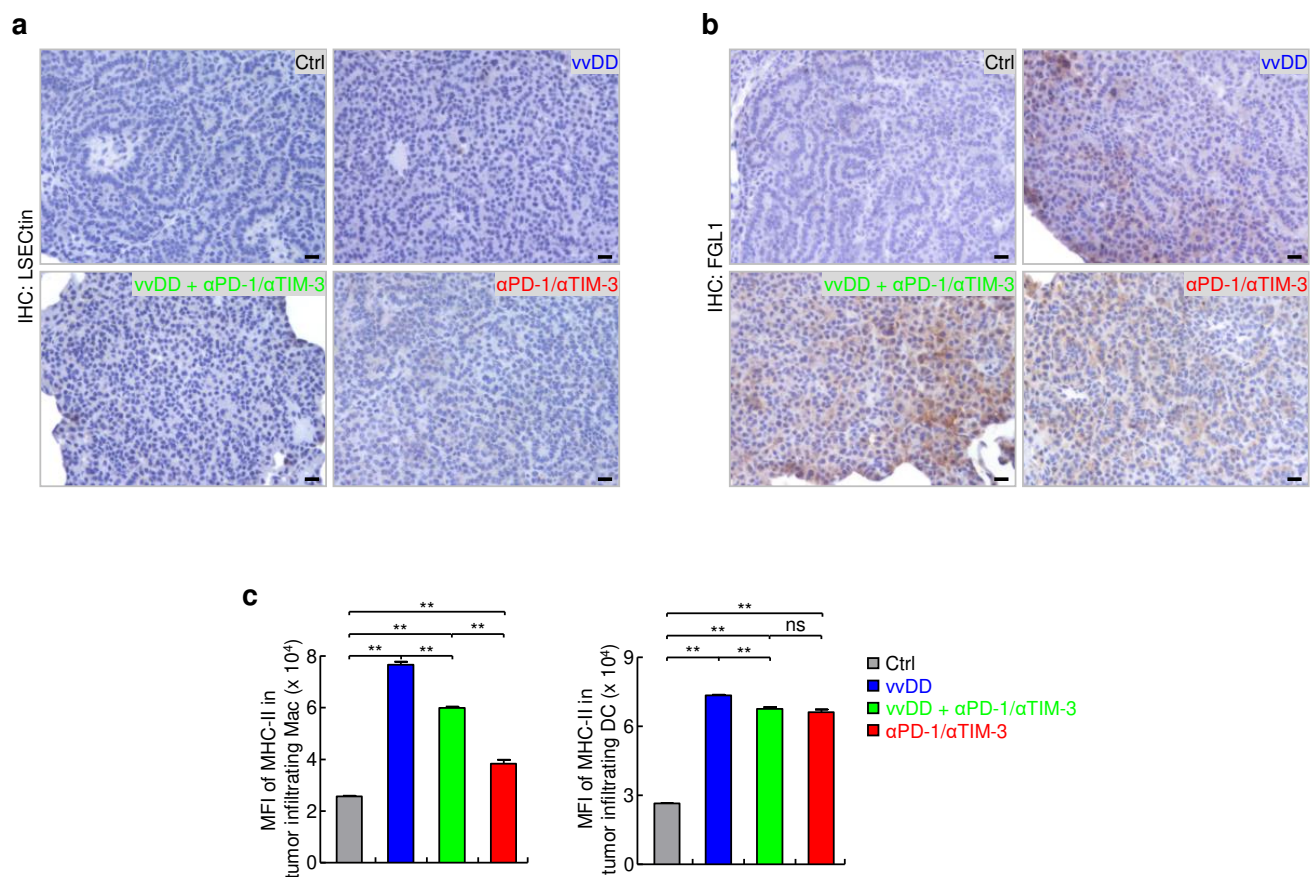 a
Ctrl
vvDD
vvDD + αPD-1/αTIM-3
αPD-1/αTIM-3
IHC: LSECtin
b
Ctrl
vvDD
vvDD + αPD-1/αTIM-3
αPD-1/αTIM-3
IHC: FGL1
c
**
**
**
**
**
8
6
4
2
0
MFI of MHC-II in
tumor infiltrating Mac (x 10⁴)
**
**
ns
**
**
9
6
3
0
MFI of MHC-II in
tumor infiltrating DC (x 10⁴)
Ctrl
vvDD
vvDD + αPD-1/αTIM-3
αPD-1/αTIM-3